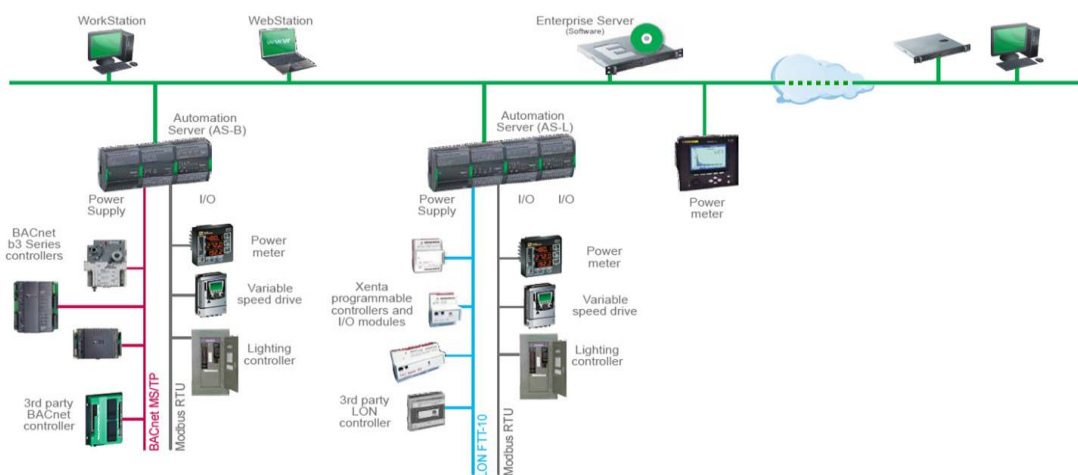 WorkStation
WebStation
Enterprise Server
(Software)
Automation
Server (AS-B)
Automation
Server (AS-L)
Power
Supply
I/O
Power
Supply
I/O
I/O
Power
meter
BACnet
b3 Series
controllers
Power
meter
Variable
speed drive
Lighting
controller
3rd party
BACnet
controller
BACnet MS/TP
Modbus RTU
Xenta
programmable
controllers and
I/O modules
Power
meter
Variable
speed drive
Lighting
controller
3rd party
LON
controller
LON FTT-10
Modbus RTU